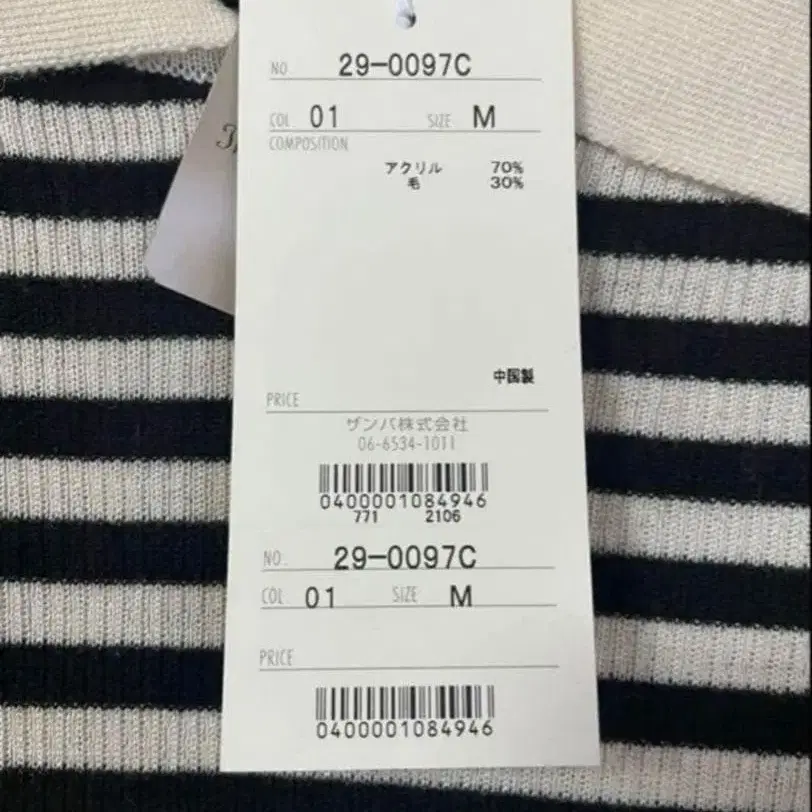 NO. 29-0097C
COL 01 SIZE M
COMPOSITION
アクリル 70%
毛 30%
中国製
PRICE
ザンパ株式会社
06-6534-1011
0400001084946
771 2106
NO. 29-0097C
COL 01 SIZE M
PRICE
0400001084946